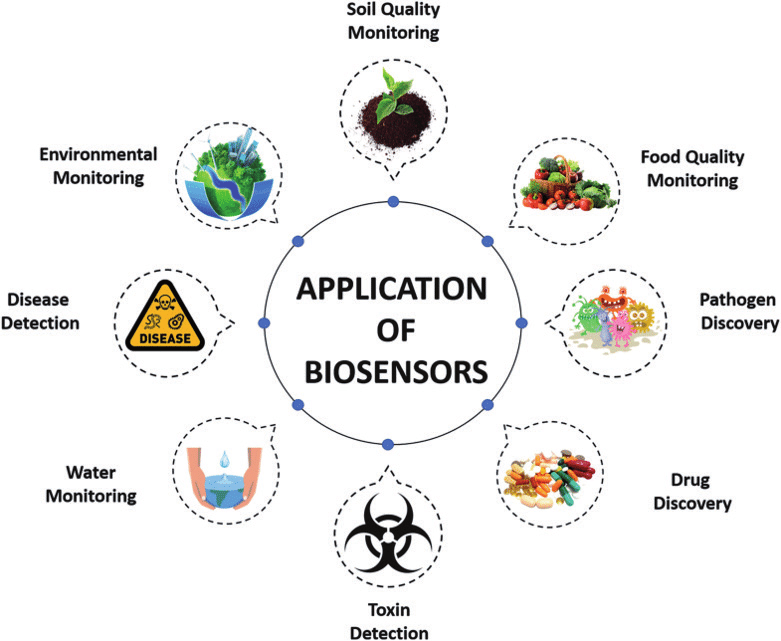 Soil Quality
Monitoring
Environmental
Monitoring
Food Quality
Monitoring
Disease
Detection
DISEASE
APPLICATION
OF
BIOSENSORS
Pathogen
Discovery
Water
Monitoring
Drug
Discovery
Toxin
Detection